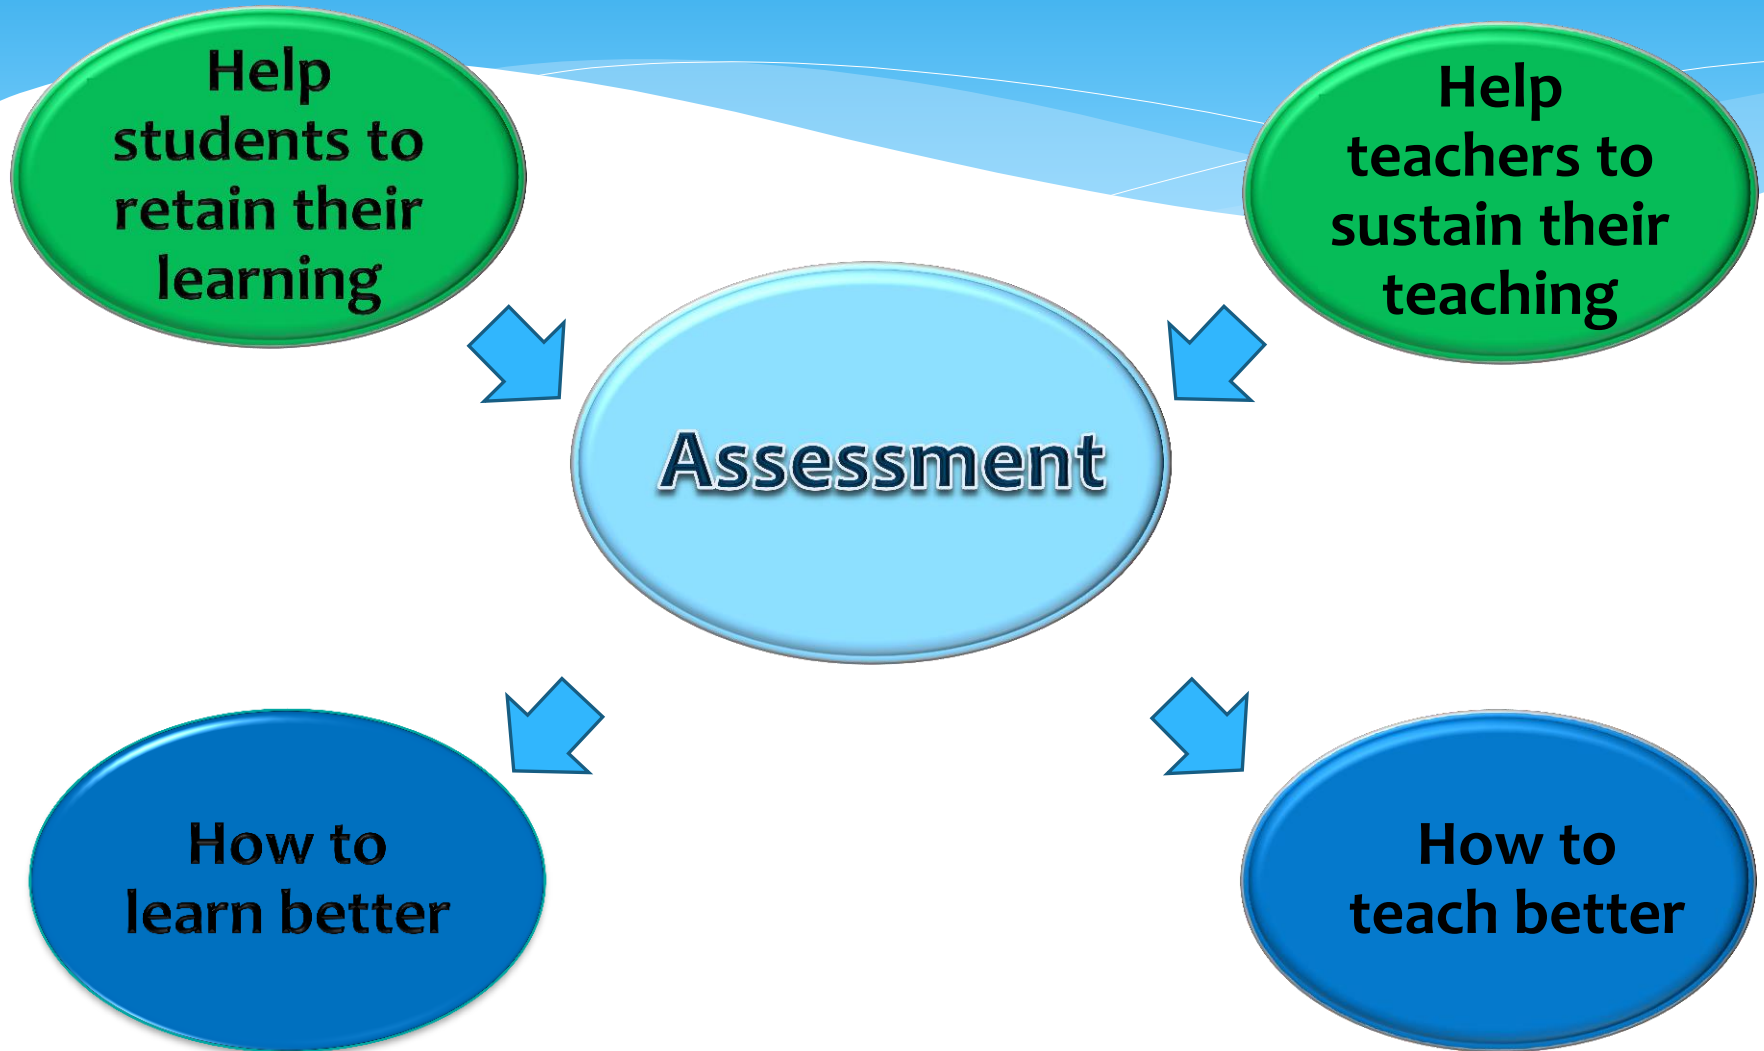 Help
students to
retain their
learning
Help
teachers to
sustain their
teaching
Assessment
How to
learn better
How to
teach better